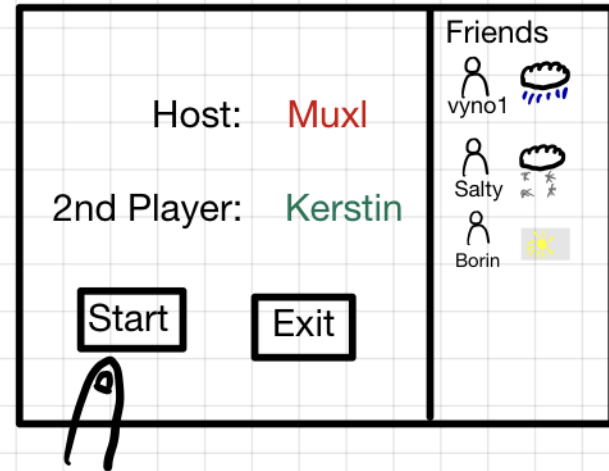 Host: Muxl
2nd Player: Kerstin
Start
Exit
Friends
vyno1
Salty
Borin